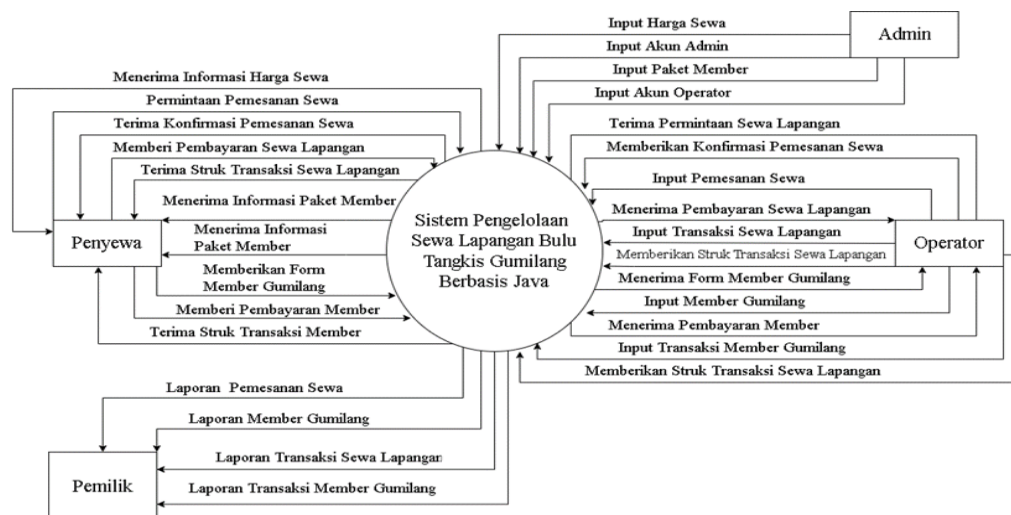 Input Harga Sewa
Admin
Input Akun Admin
Input Paket Member
Input Akun Operator
Menerima Informasi Harga Sewa
Permintaan Pemesanan Sewa
Terima Konfirmasi Pemesanan Sewa
Memberi Pembayaran Sewa Lapangan
Terima Struk Transaksi Sewa Lapangan
Menerima Informasi Paket Member
Penyewa
Menerima Informasi
Paket Member
Memberikan Form
Member Gumilang
Memberi Pembayaran Member
Terima Struk Transaksi Member
Sistem Pengelolaan
Sewa Lapangan Bulu
Tangkis Gumilang
Berbasis Java
Terima Permintaan Sewa Lapangan
Memberikan Konfirmasi Pemesanan Sewa
Input Pemesanan Sewa
Menerima Pembayaran Sewa Lapangan
Input Transaksi Sewa Lapangan
Operator
Memberikan Struk Transaksi Sewa Lapangan
Menerima Form Member Gumilang
Input Member Gumilang
Menerima Pembayaran Member
Input Transaksi Member Gumilang
Memberikan Struk Transaksi Sewa Lapangan
Laporan Pemesanan Sewa
Laporan Member Gumilang
Laporan Transaksi Sewa Lapangan
Pemilik
Laporan Transaksi Member Gumilang